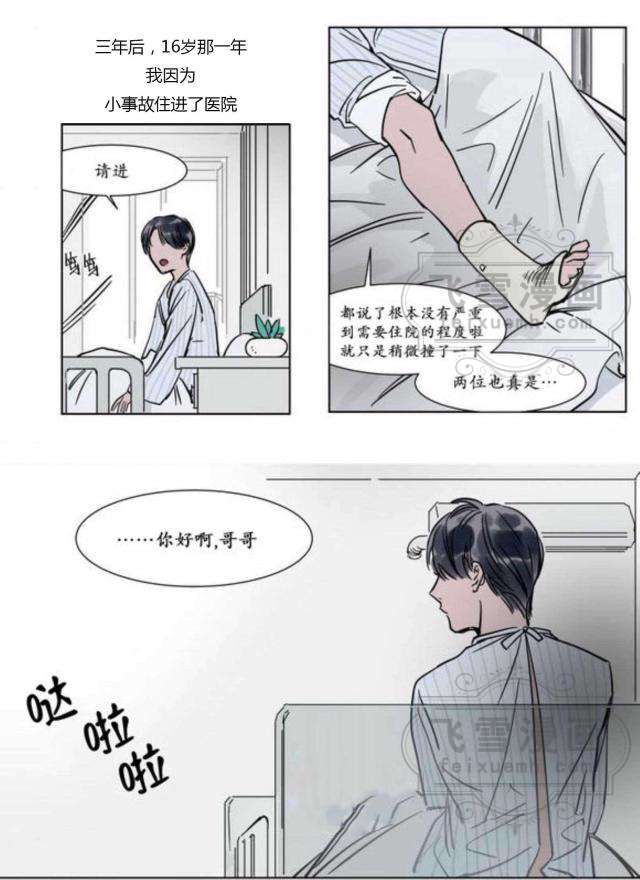 三年后，16岁那一年
我因为
小事故住进了医院
请进
笃
笃
都说了根本没有严重
到需要住院的程度啦
就只是稍微撞了一下
两位也真是…
飞雪漫画
feixuemh.com
……你好啊,哥哥
哒
啦
啦
飞雪漫画
feixuemh.com